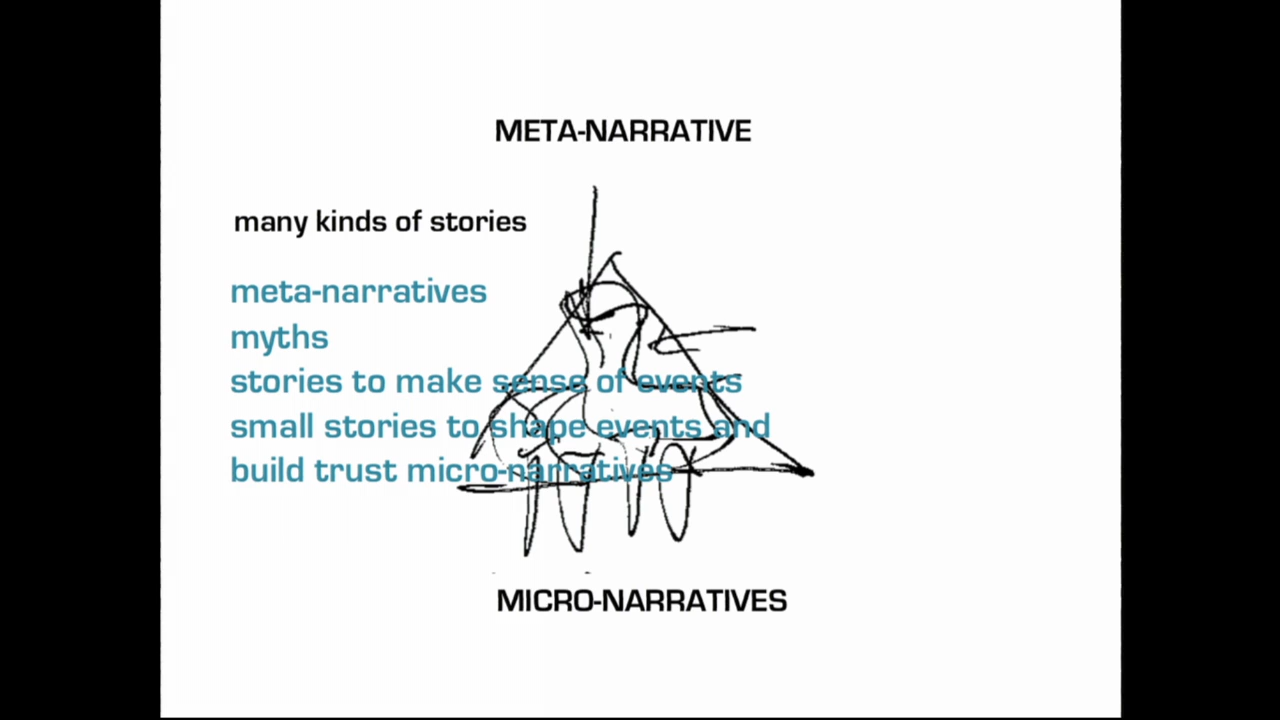 META-NARRATIVE
many kinds of stories
meta-narratives
myths
stories to make sense of events
small stories to shape events and
build trust micro-narratives
MICRO-NARRATIVES